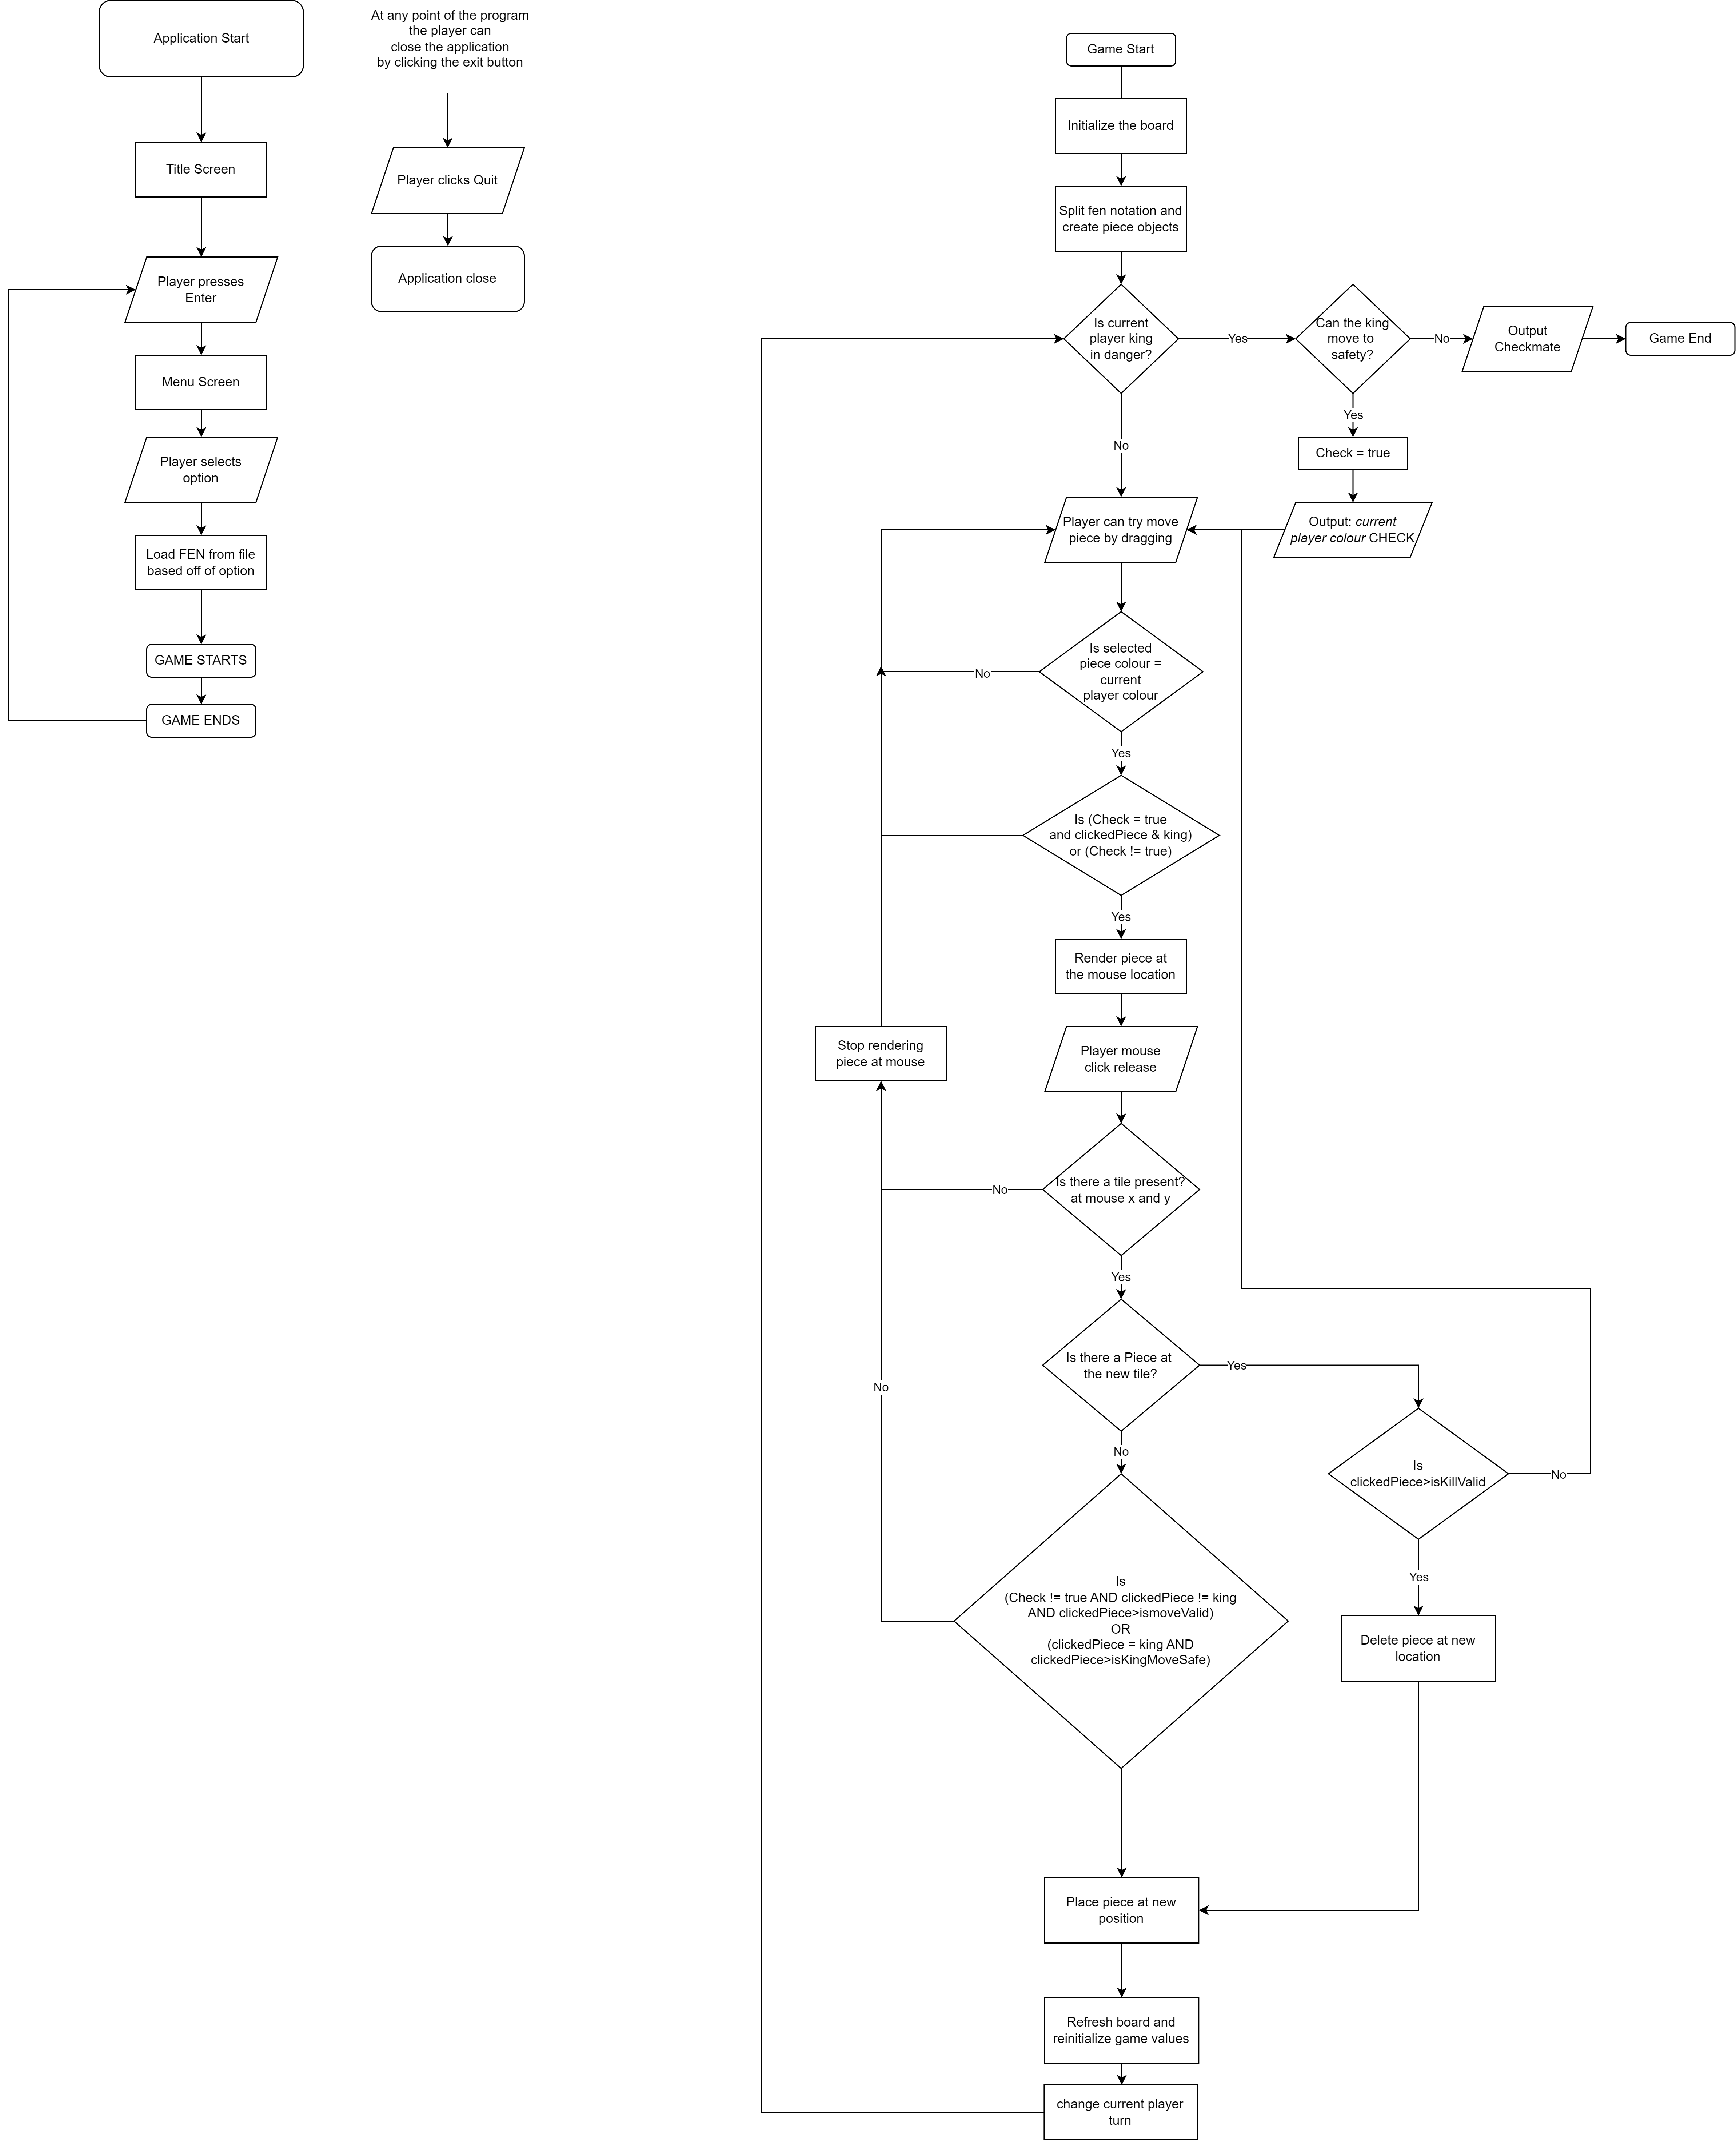 Application Start
Title Screen
Player presses
Enter
Menu Screen
Player selects
option
Load FEN from file
based off of option
GAME STARTS
GAME ENDS
At any point of the program
the player can
close the application
by clicking the exit button
Player clicks Quit
Application close
Game Start
Initialize the board
Split fen notation and
create piece objects
Is current
player king
in danger?
Yes
Can the king
move to
safety?
No
Output
Checkmate
Game End
Yes
Check = true
Output: current
player colour CHECK
No
Player can try move
piece by dragging
Is selected
piece colour =
current
player colour
No
Yes
Is (Check = true
and clickedPiece & king)
or (Check != true)
Yes
Render piece at
the mouse location
Stop rendering
piece at mouse
Player mouse
click release
Is there a tile present?
at mouse x and y
No
Yes
Is there a Piece at
the new tile?
Yes
No
No
Is
clickedPiece>isKillValid
No
Yes
Is
(Check != true AND clickedPiece != king
AND clickedPiece>ismoveValid)
OR
(clickedPiece = king AND
clickedPiece>isKingMoveSafe)
Delete piece at new
location
Place piece at new
position
Refresh board and
reinitialize game values
change current player
turn